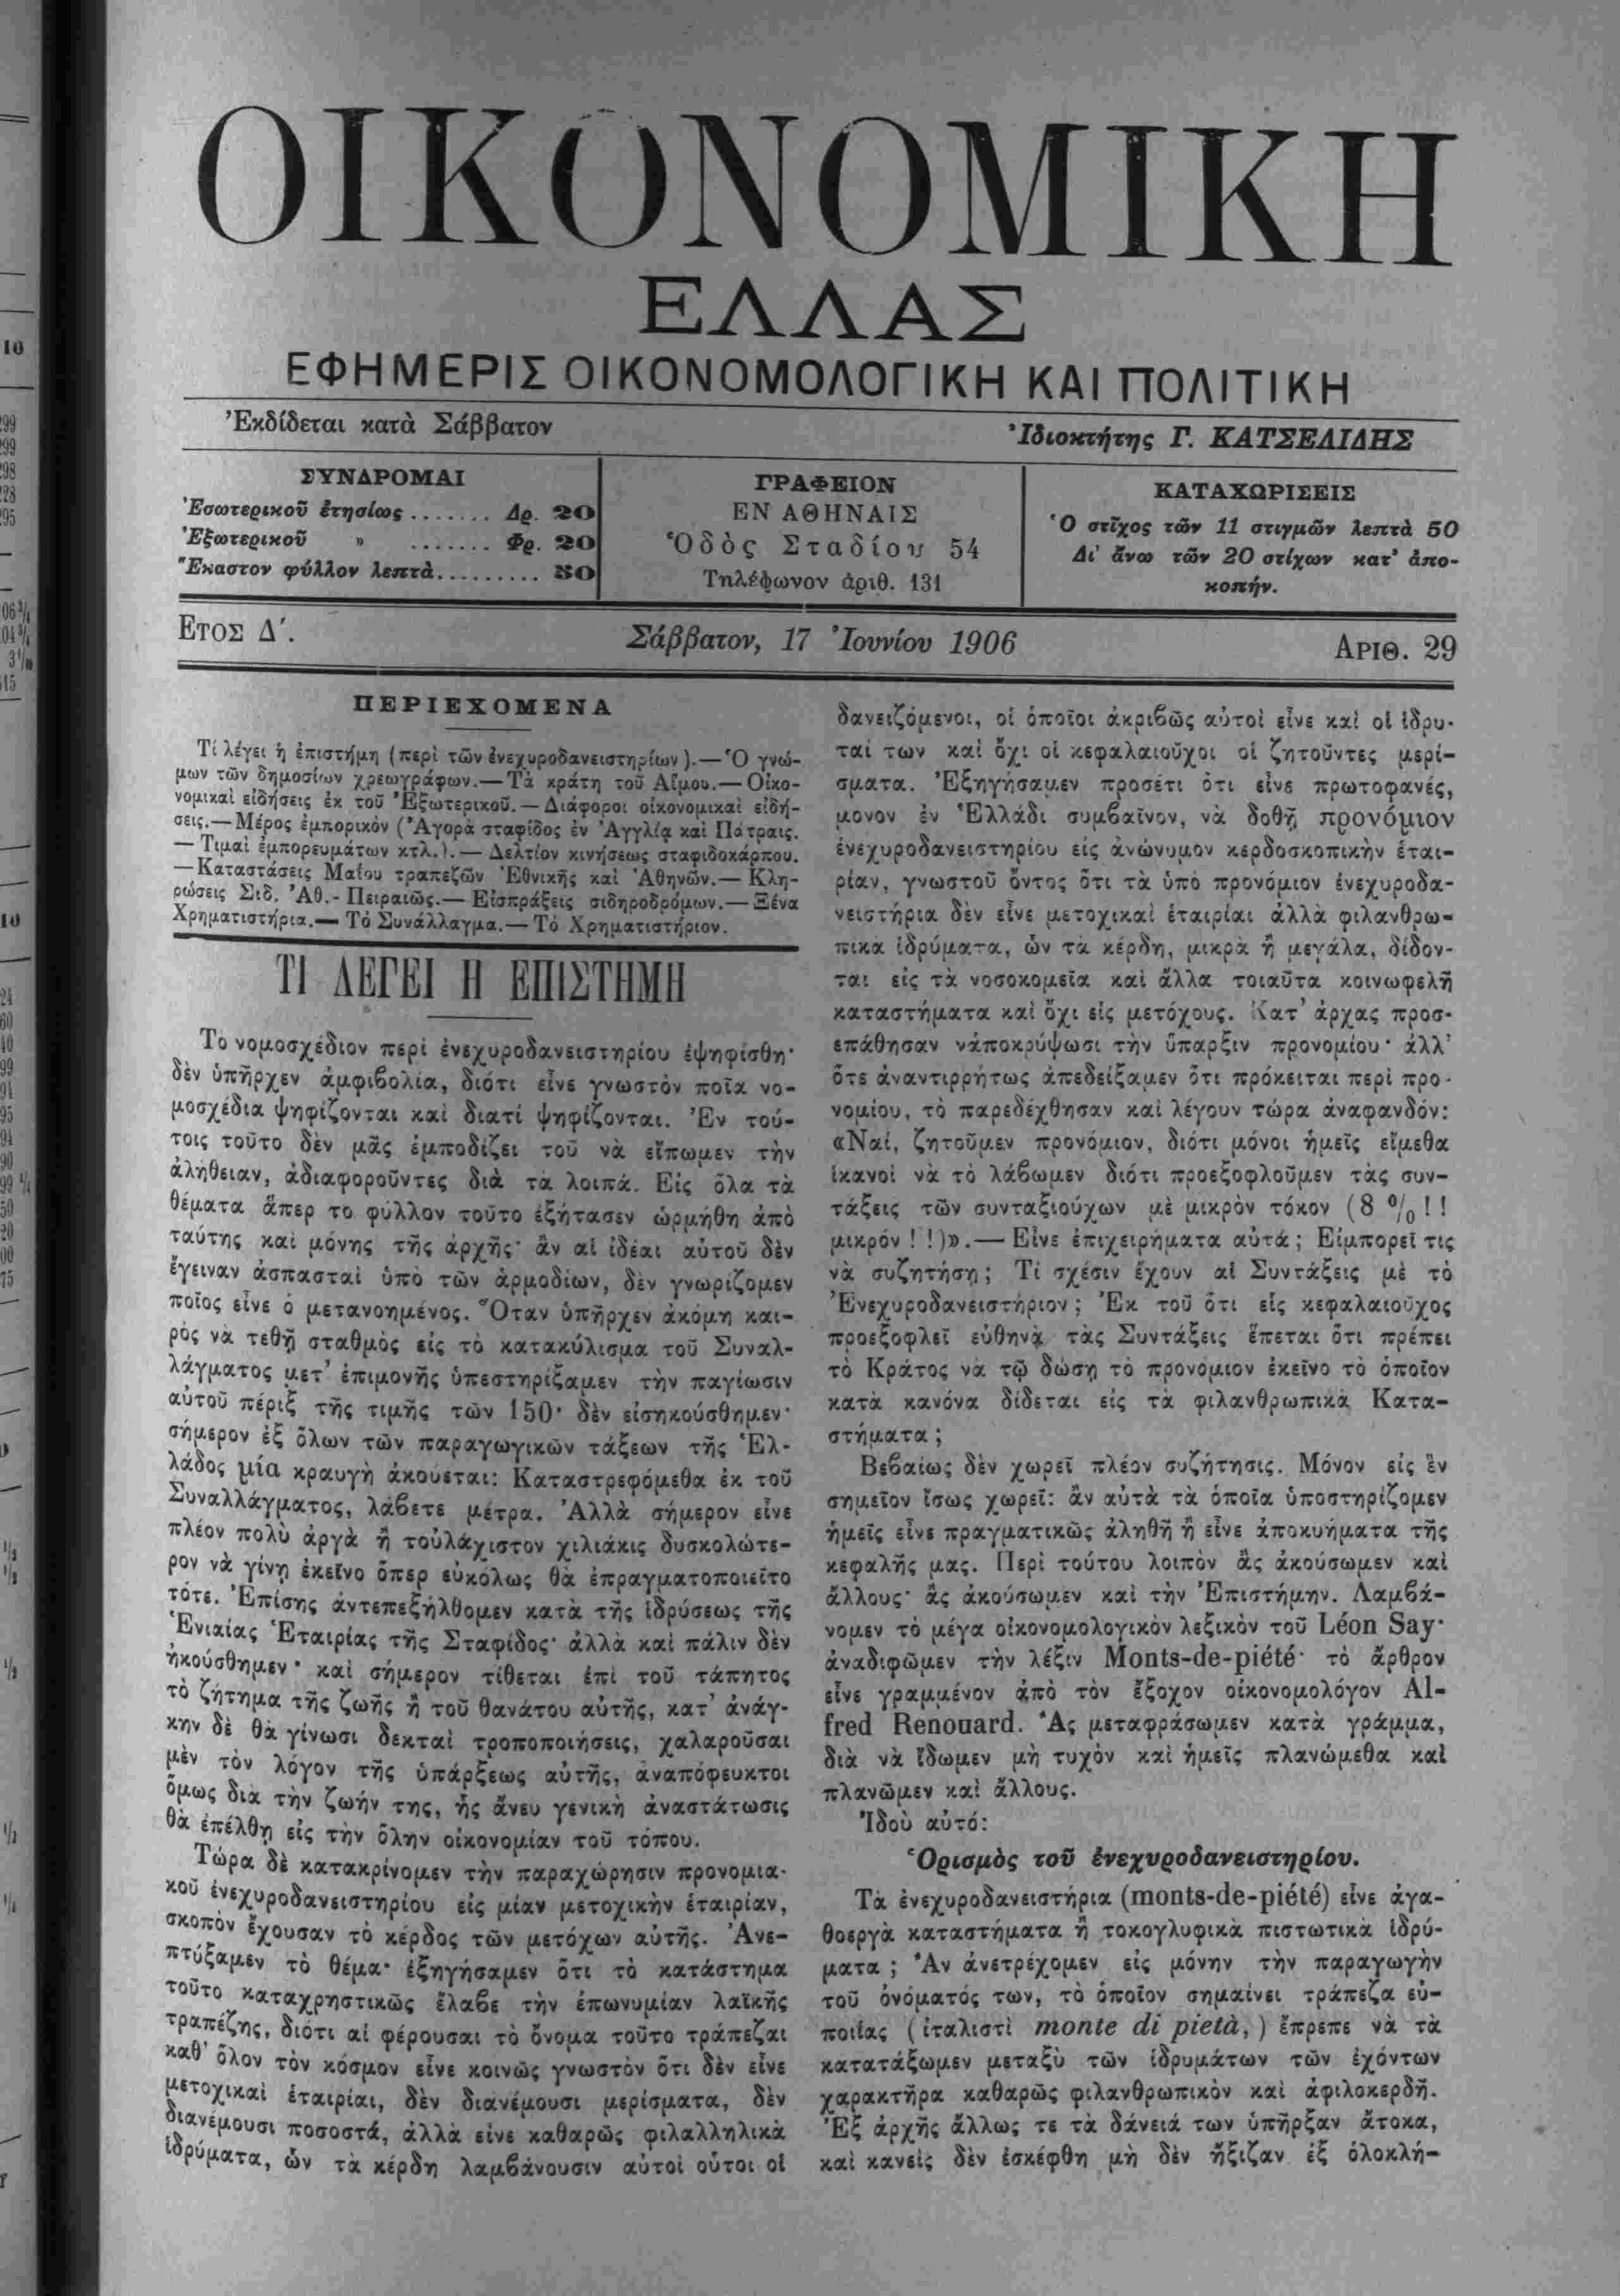 ΟΙΚΟΝΟΜΙΚΗ
ΕΛΛΑΣ
ΕΦΗΜΕΡΙΣ ΟΙΚΟΝΟΜΟΛΟΓΙΚΗ ΚΑΙ ΠΟΛΙΤΙΚΗ
Ἐκδίδεται κατὰ Σάββατον
Ἰδιοκτήτης Γ. ΚΑΤΣΕΛΙΔΗΣ
ΣΥΝΔΡΟΜΑΙ
Ἐσωτερικοῦ ἐτησίως ....... Δρ. 20
Ἐξωτερικοῦ » ....... Φρ. 20
Ἕκαστον φύλλον λεπτὰ.......... 50
ΓΡΑΦΕΙΟΝ
ΕΝ ΑΘΗΝΑΙΣ
Ὁδὸς Σταδίου 54
Τηλέφωνον ἀριθ. 131
ΚΑΤΑΧΩΡΙΣΕΙΣ
Ὁ στῖχος τῶν 11 στιγμῶν λεπτὰ 50
Δι' ἄνω τῶν 20 στίχων κατ' ἀπο-
κοπήν.
ΕΤΟΣ Δ΄.
Σάββατον, 17 Ἰουνίου 1906
ΑΡΙΘ. 29
ΠΕΡΙΕΧΟΜΕΝΑ
Τί λέγει ἡ ἐπιστήμη (περὶ τῶν ἐνεχυροδανειστηρίων).—Ὁ γνώ-
μων τῶν δημοσίων χρεωγράφων.—Τὰ κράτη τοῦ Αἵμου.—Οἰκο-
νομικαὶ εἰδήσεις ἐκ τοῦ Ἐξωτερικοῦ.—Διάφοροι οἰκονομικαὶ εἰδή-
σεις.—Μέρος ἐμπορικόν (Ἀγορὰ σταφίδος ἐν Ἀγγλίᾳ καὶ Πάτραις.
—Τιμαὶ ἐμπορευμάτων κτλ.).—Δελτίον κινήσεως σταφιδοκάρπου.
—Καταστάσεις Μαΐου τραπεζῶν Ἐθνικῆς καὶ Ἀθηνῶν.—Κλη-
ρώσεις Σιδ. Ἀθ.-Πειραιῶς.—Εἰσπράξεις σιδηροδρόμων.—Ξένα
Χρηματιστήρια.—Τὸ Συνάλλαγμα.—Τὸ Χρηματιστήριον.
ΤΙ ΛΕΓΕΙ Η ΕΠΙΣΤΗΜΗ
Τὸ νομοσχέδιον περὶ ἐνεχυροδανειστηρίου ἐψηφίσθη·
δὲν ὑπῆρχεν ἀμφιβολία, διότι εἶνε γνωστὸν ποῖα νο-
μοσχέδια ψηφίζονται καὶ διατί ψηφίζονται. Ἐν τού-
τοις τοῦτο δὲν μᾶς ἐμποδίζει τοῦ νὰ εἴπωμεν τὴν
ἀλήθειαν, ἀδιαφοροῦντες διὰ τὰ λοιπά. Εἰς ὅλα τὰ
θέματα ἅπερ το φύλλον τοῦτο ἐξήτασεν ὡρμήθη ἀπὸ
ταύτης καὶ μόνης τῆς ἀρχῆς· ἂν αἱ ἰδέαι αὐτοῦ δὲν
ἔγειναν ἀσπασταὶ ὑπὸ τῶν ἁρμοδίων, δὲν γνωρίζομεν
ποῖος εἶνε ὁ μετανοημένος. Ὅταν ὑπῆρχεν ἀκόμη και-
ρὸς νὰ τεθῇ σταθμὸς εἰς τὸ κατακύλισμα τοῦ Συναλ-
λάγματος μετ' ἐπιμονῆς ὑπεστηρίξαμεν τὴν παγίωσιν
αὐτοῦ πέριξ τῆς τιμῆς τῶν 150· δὲν εἰσηκούσθημεν·
σήμερον ἐξ ὅλων τῶν παραγωγικῶν τάξεων τῆς Ἑλ-
λάδος μία κραυγὴ ἀκούεται: Καταστρεφόμεθα ἐκ τοῦ
Συναλλάγματος, λάβετε μέτρα. Ἀλλὰ σήμερον εἶνε
πλέον πολὺ ἀργὰ ἢ τοὐλάχιστον χιλιάκις δυσκολώτε-
ρον νὰ γίνῃ ἐκεῖνο ὅπερ εὐκόλως θὰ ἐπραγματοποιεῖτο
τότε. Ἐπίσης ἀντεπεξήλθομεν κατὰ τῆς ἱδρύσεως τῆς
Ἑνιαίας Ἑταιρίας τῆς Σταφίδος· ἀλλὰ καὶ πάλιν δὲν
ἠκούσθημεν· καὶ σήμερον τίθεται ἐπὶ τοῦ τάπητος
τὸ ζήτημα τῆς ζωῆς ἢ τοῦ θανάτου αὐτῆς, κατ' ἀνάγ-
κην δὲ θὰ γίνωσι δεκταὶ τροποποιήσεις, χαλαροῦσαι
μὲν τὸν λόγον τῆς ὑπάρξεως αὐτῆς, ἀναπόφευκτοι
ὅμως διὰ τὴν ζωήν της, ἧς ἄνευ γενικὴ ἀναστάτωσις
θὰ ἐπέλθῃ εἰς τὴν ὅλην οἰκονομίαν τοῦ τόπου.
Τώρα δὲ κατακρίνομεν τὴν παραχώρησιν προνομια-
κοῦ ἐνεχυροδανειστηρίου εἰς μίαν μετοχικὴν ἑταιρίαν,
σκοπὸν ἔχουσαν τὸ κέρδος τῶν μετόχων αὐτῆς. Ἀνε-
πτύξαμεν τὸ θέμα· ἐξηγήσαμεν ὅτι τὸ κατάστημα
τοῦτο καταχρηστικῶς ἔλαβε τὴν ἐπωνυμίαν λαϊκῆς
τραπέζης, διότι αἱ φέρουσαι τὸ ὄνομα τοῦτο τράπεζαι
καθ' ὅλον τὸν κόσμον εἶνε κοινῶς γνωστὸν ὅτι δὲν εἶνε
μετοχικαὶ ἑταιρίαι, δὲν διανέμουσι μερίσματα, δὲν
διανέμουσι ποσοστά, ἀλλὰ εἶνε καθαρῶς φιλαλληλικὰ
ἱδρύματα, ὧν τὰ κέρδη λαμβάνουσιν αὐτοὶ οὗτοι οἱ
δανειζόμενοι, οἱ ὁποῖοι ἀκριβῶς αὐτοὶ εἶνε καὶ οἱ ἱδρυ-
ταί των καὶ ὄχι οἱ κεφαλαιοῦχοι οἱ ζητοῦντες μερί-
σματα. Ἐξηγήσαμεν προσέτι ὅτι εἶνε πρωτοφανές,
μονον ἐν Ἑλλάδι συμβαῖνον, νὰ δοθῇ προνόμιον
ἐνεχυροδανειστηρίου εἰς ἀνώνυμον κερδοσκοπικὴν ἑται-
ρίαν, γνωστοῦ ὄντος ὅτι τὰ ὑπὸ προνόμιον ἐνεχυροδα-
νειστήρια δὲν εἶνε μετοχικαὶ ἑταιρίαι ἀλλὰ φιλανθρω-
πικὰ ἱδρύματα, ὧν τὰ κέρδη, μικρὰ ἢ μεγάλα, δίδον-
ται εἰς τὰ νοσοκομεῖα καὶ ἄλλα τοιαῦτα κοινωφελῆ
καταστήματα καὶ ὄχι εἰς μετόχους. Κατ' ἀρχας προσ-
επάθησαν νἀποκρύψωσι τὴν ὕπαρξιν προνομίου· ἀλλ'
ὅτε ἀναντιρρήτως ἀπεδείξαμεν ὅτι πρόκειται περὶ προ-
νομίου, τὸ παρεδέχθησαν καὶ λέγουν τώρα ἀναφανδόν:
«Ναί, ζητοῦμεν προνόμιον, διότι μόνοι ἡμεῖς εἴμεθα
ἱκανοὶ νὰ τὸ λάβωμεν διότι προεξοφλοῦμεν τὰς συν-
τάξεις τῶν συνταξιούχων μὲ μικρὸν τόκον (8 %!!
μικρόν!!)».—Εἶνε ἐπιχειρήματα αὐτά; Εἰμπορεῖ τις
νὰ συζητήσῃ; Τί σχέσιν ἔχουν αἱ Συντάξεις μὲ τὸ
Ἐνεχυροδανειστήριον; Ἐκ τοῦ ὅτι εἷς κεφαλαιοῦχος
προεξοφλεῖ εὐθηνὰ τὰς Συντάξεις ἕπεται ὅτι πρέπει
τὸ Κράτος νὰ τῷ δώσῃ τὸ προνόμιον ἐκεῖνο τὸ ὁποῖον
κατὰ κανόνα δίδεται εἰς τὰ φιλανθρωπικὰ Κατα-
στήματα;
Βεβαίως δὲν χωρεῖ πλέον συζήτησις. Μόνον εἰς ἓν
σημεῖον ἴσως χωρεῖ: ἂν αὐτὰ τὰ ὁποῖα ὑποστηρίζομεν
ἡμεῖς εἶνε πραγματικῶς ἀληθῆ ἢ εἶνε ἀποκυήματα τῆς
κεφαλῆς μας. Περὶ τούτου λοιπὸν ἂς ἀκούσωμεν καὶ
ἄλλους· ἂς ἀκούσωμεν καὶ τὴν Ἐπιστήμην. Λαμβά-
νομεν τὸ μέγα οἰκονομολογικὸν λεξικὸν τοῦ Léon Say·
ἀναδιφῶμεν τὴν λέξιν Monts-de-piété· τὸ ἄρθρον
εἶνε γραμμένον ἀπὸ τὸν ἔξοχον οἰκονομολόγον Al-
fred Renouard. Ἂς μεταφράσωμεν κατὰ γράμμα,
διὰ νὰ ἴδωμεν μὴ τυχὸν καὶ ἡμεῖς πλανώμεθα καὶ
πλανῶμεν καὶ ἄλλους.
Ἰδοὺ αὐτό:
Ὁρισμὸς τοῦ ἐνεχυροδανειστηρίου.
Τὰ ἐνεχυροδανειστήρια (monts-de-piété) εἶνε ἀγα-
θοεργὰ καταστήματα ἢ τοκογλυφικὰ πιστωτικὰ ἱδρύ-
ματα; Ἂν ἀνετρέχομεν εἰς μόνην τὴν παραγωγὴν
τοῦ ὀνόματός των, τὸ ὁποῖον σημαίνει τράπεζα εὐ-
ποιΐας (ἰταλιστὶ monte di pietà,) ἔπρεπε νὰ τὰ
κατατάξωμεν μεταξὺ τῶν ἱδρυμάτων τῶν ἐχόντων
χαρακτῆρα καθαρῶς φιλανθρωπικὸν καὶ ἀφιλοκερδῆ.
Ἐξ ἀρχῆς ἄλλως τε τὰ δάνειά των ὑπῆρξαν ἄτοκα,
καὶ κανεὶς δὲν ἐσκέφθη μὴ δὲν ἤξιζαν ἐξ ὁλοκλή-